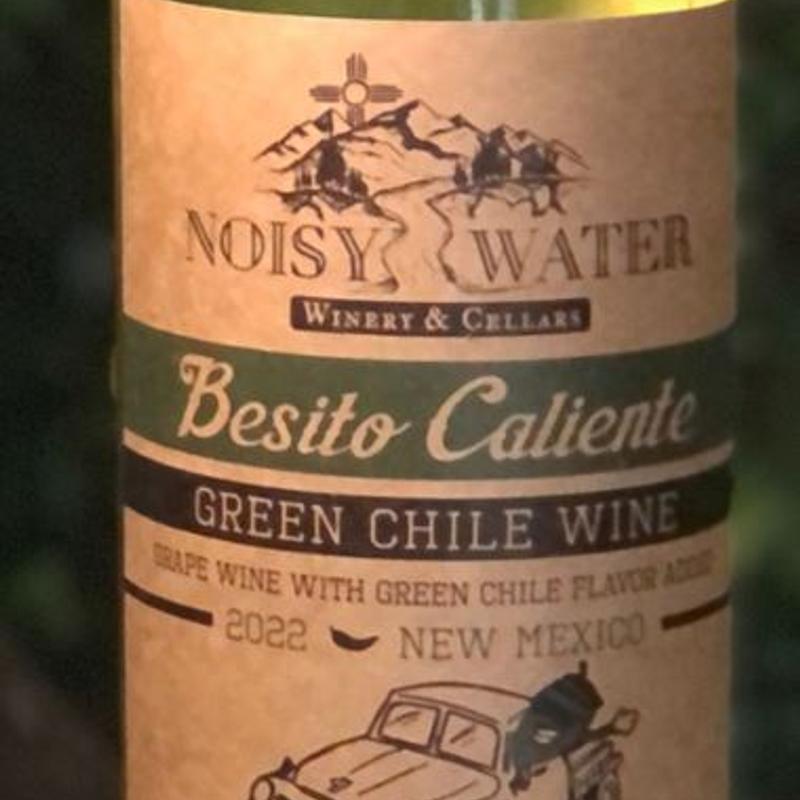 NOISY WATER
WINERY & CELLARS
Besito Caliente
GREEN CHILE WINE
GRAPE WINE WITH GREEN CHILE FLAVOR ADDED
2022 NEW MEXICO